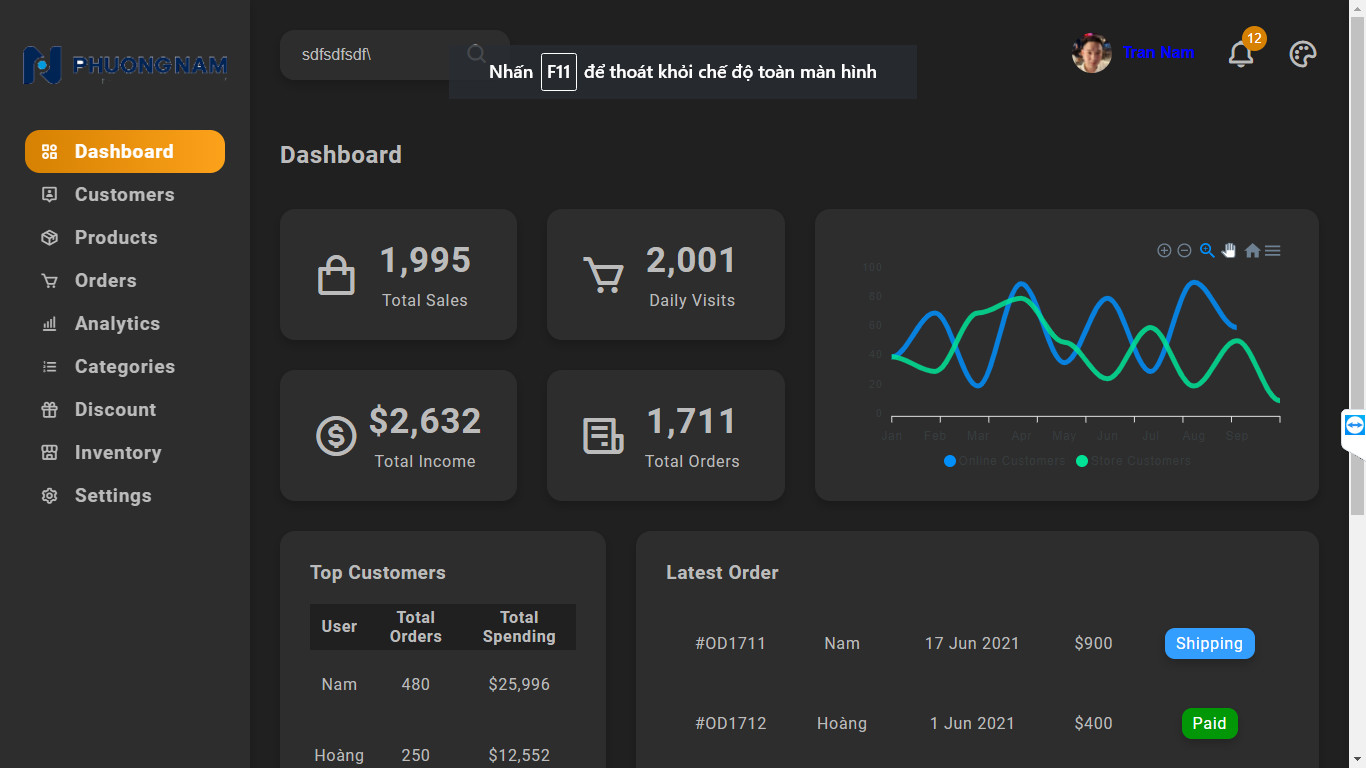 PHUONG NAM
sdfsdfsdf\
Nhấn F11 để thoát khỏi chế độ toàn màn hình
Tran Nam
12
Dashboard
Customers
Products
Orders
Analytics
Categories
Discount
Inventory
Settings
Dashboard
1,995
Total Sales
2,001
Daily Visits
$2,632
Total Income
1,711
Total Orders
100
80
60
40
20
0
Jan Feb Mar Apr May Jun Jul Aug Sep
Online Customers Store Customers
Top Customers
User Total Orders Total Spending
Nam 480 $25,996
Hoàng 250 $12,552
Latest Order
#OD1711 Nam 17 Jun 2021 $900 Shipping
#OD1712 Hoàng 1 Jun 2021 $400 Paid